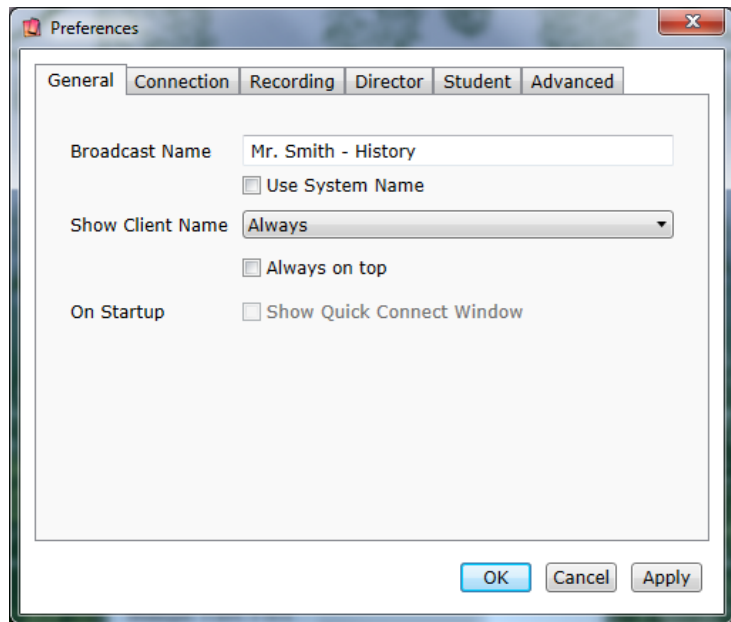 Preferences
General Connection Recording Director Student Advanced
Broadcast Name Mr. Smith - History
Use System Name
Show Client Name Always
Always on top
On Startup Show Quick Connect Window
OK Cancel Apply